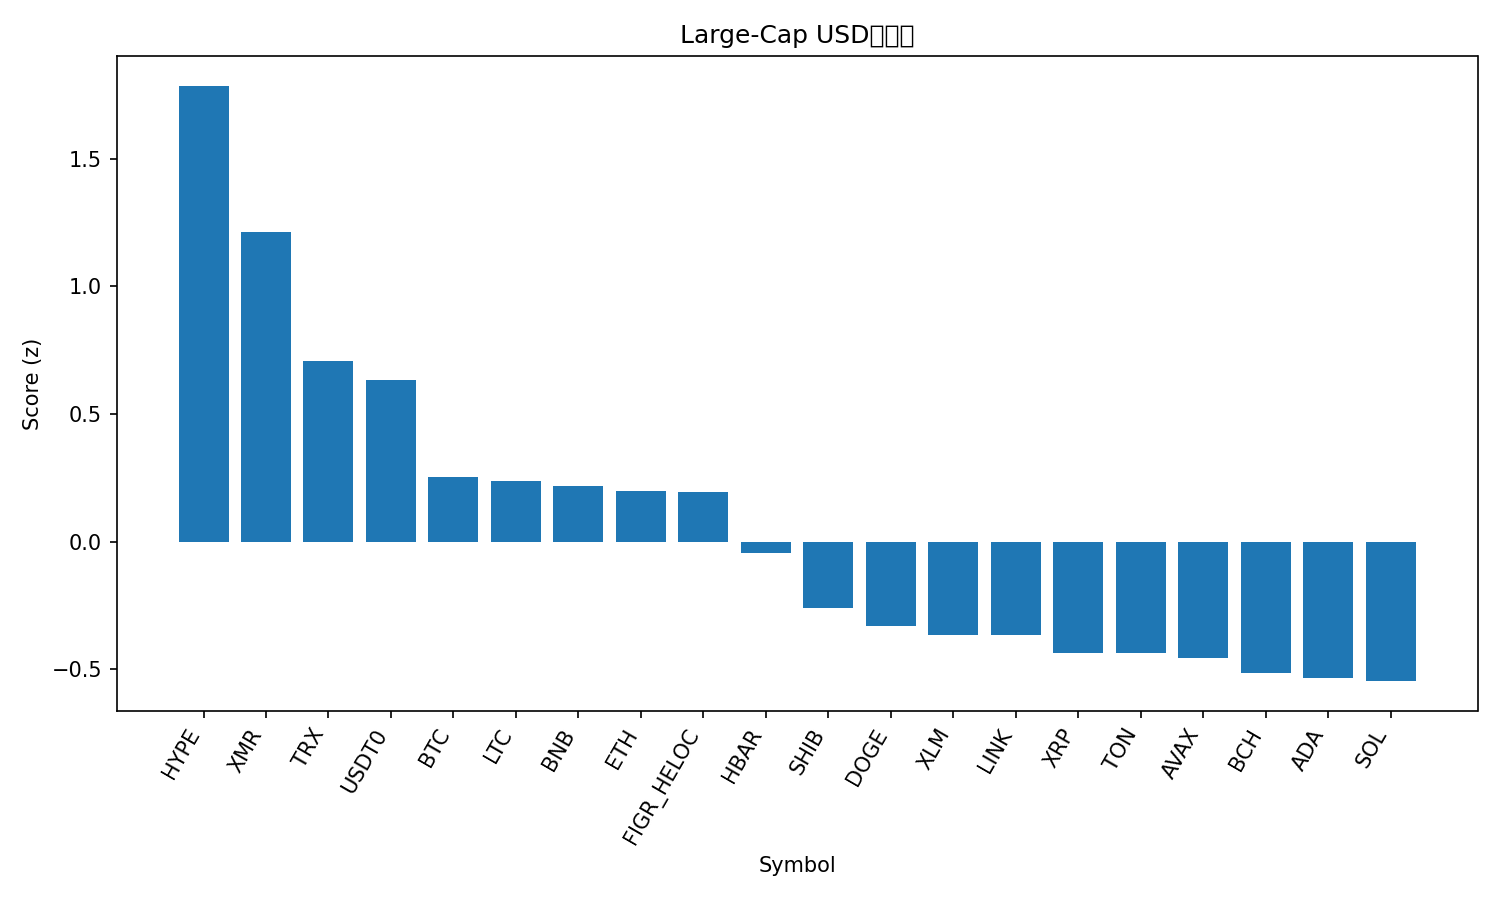 Large-Cap USD
Score (z)
1.5
1.0
0.5
0.0
−0.5
HYPE
XMR
TRX
USDT0
BTC
LTC
BNB
ETH
FIGR_HELOC
HBAR
SHIB
DOGE
XLM
LINK
XRP
TON
AVAX
BCH
ADA
SOL
Symbol